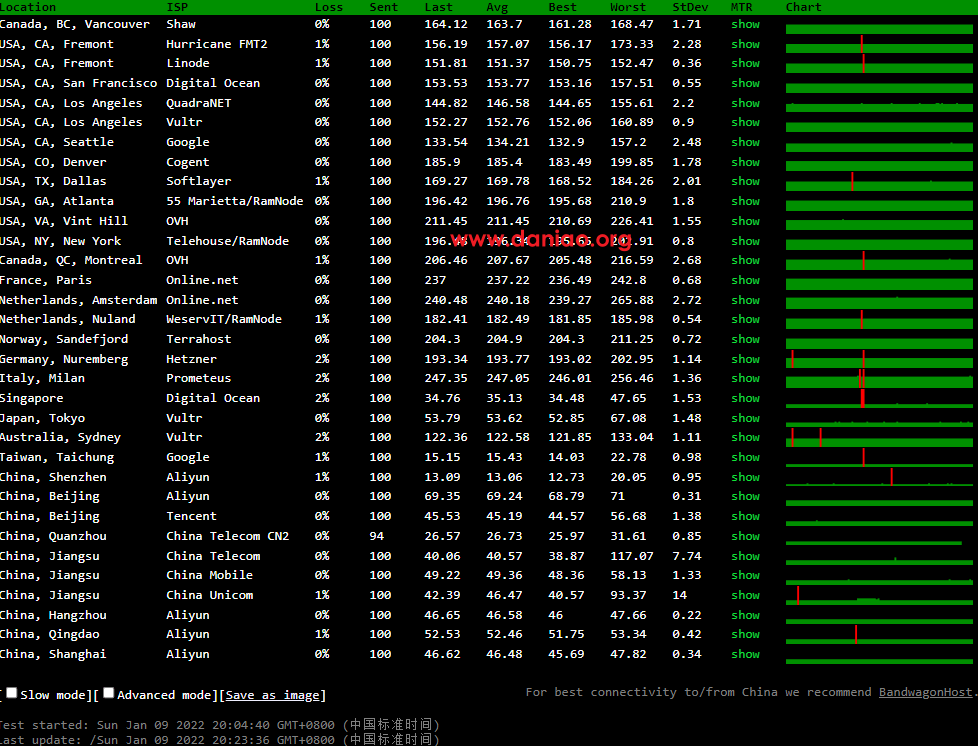 Location ISP Loss Sent Last Avg Best Worst StDev MTR Chart
Canada, BC, Vancouver Shaw 0% 100 164.12 163.7 161.28 168.47 1.71 show
USA, CA, Fremont Hurricane FMT2 1% 100 156.19 157.07 156.17 173.33 2.28 show
USA, CA, Fremont Linode 1% 100 151.81 151.37 150.75 152.47 0.36 show
USA, CA, San Francisco Digital Ocean 0% 100 153.53 153.77 153.16 157.51 0.55 show
USA, CA, Los Angeles QuadraNET 0% 100 144.82 146.58 144.65 155.61 2.2 show
USA, CA, Los Angeles Vultr 0% 100 152.27 152.76 152.06 160.89 0.9 show
USA, CA, Seattle Google 0% 100 133.54 134.21 132.9 157.2 2.48 show
USA, CO, Denver Cogent 0% 100 185.9 185.4 183.49 199.85 1.78 show
USA, TX, Dallas Softlayer 1% 100 169.27 169.78 168.52 184.26 2.01 show
USA, GA, Atlanta 55 Marietta/RamNode 0% 100 196.42 196.76 195.68 210.9 1.8 show
USA, VA, Vint Hill OVH 0% 100 211.45 211.45 210.69 226.41 1.55 show
USA, NY, New York Telehouse/RamNode 0% 100 0.8 show
www.daniao.org
Canada, QC, Montreal OVH 1% 100 206.46 207.67 205.48 216.59 2.68 show
France, Paris Online.net 0% 100 237 237.22 236.49 242.8 0.68 show
Netherlands, Amsterdam Online.net 0% 100 240.48 240.18 239.27 265.88 2.72 show
Netherlands, Nuland WeservIT/RamNode 1% 100 182.41 182.49 181.85 185.98 0.54 show
Norway, Sandefjord Terrahost 0% 100 204.3 204.9 204.3 211.25 0.72 show
Germany, Nuremberg Hetzner 2% 100 193.34 193.77 193.02 202.95 1.14 show
Italy, Milan Prometeus 2% 100 247.35 247.05 246.01 256.46 1.36 show
Singapore Digital Ocean 2% 100 34.76 35.13 34.48 47.65 1.53 show
Japan, Tokyo Vultr 0% 100 53.79 53.62 52.85 67.08 1.48 show
Australia, Sydney Vultr 2% 100 122.36 122.58 121.85 133.04 1.11 show
Taiwan, Taichung Google 1% 100 15.15 15.43 14.03 22.78 0.98 show
China, Shenzhen Aliyun 1% 100 13.09 13.06 12.73 20.05 0.95 show
China, Beijing Aliyun 0% 100 69.35 69.24 68.79 71 0.31 show
China, Beijing Tencent 0% 100 45.53 45.19 44.57 56.68 1.38 show
China, Quanzhou China Telecom CN2 0% 94 26.57 26.73 25.97 31.61 0.85 show
China, Jiangsu China Telecom 0% 100 40.06 40.57 38.87 117.07 7.74 show
China, Jiangsu China Mobile 0% 100 49.22 49.36 48.36 58.13 1.33 show
China, Jiangsu China Unicom 1% 100 42.39 46.47 40.57 93.37 14 show
China, Hangzhou Aliyun 0% 100 46.65 46.58 46 47.66 0.22 show
China, Qingdao Aliyun 1% 100 52.53 52.46 51.75 53.34 0.42 show
China, Shanghai Aliyun 0% 100 46.62 46.48 45.69 47.82 0.34 show
[Slow mode][Advanced mode][Save as image]
For best connectivity to/from China we recommend BandwagonHost.
Test started: Sun Jan 09 2022 20:04:40 GMT+0800 (中国标准时间)
Last update: /Sun Jan 09 2022 20:23:36 GMT+0800 (中国标准时间)